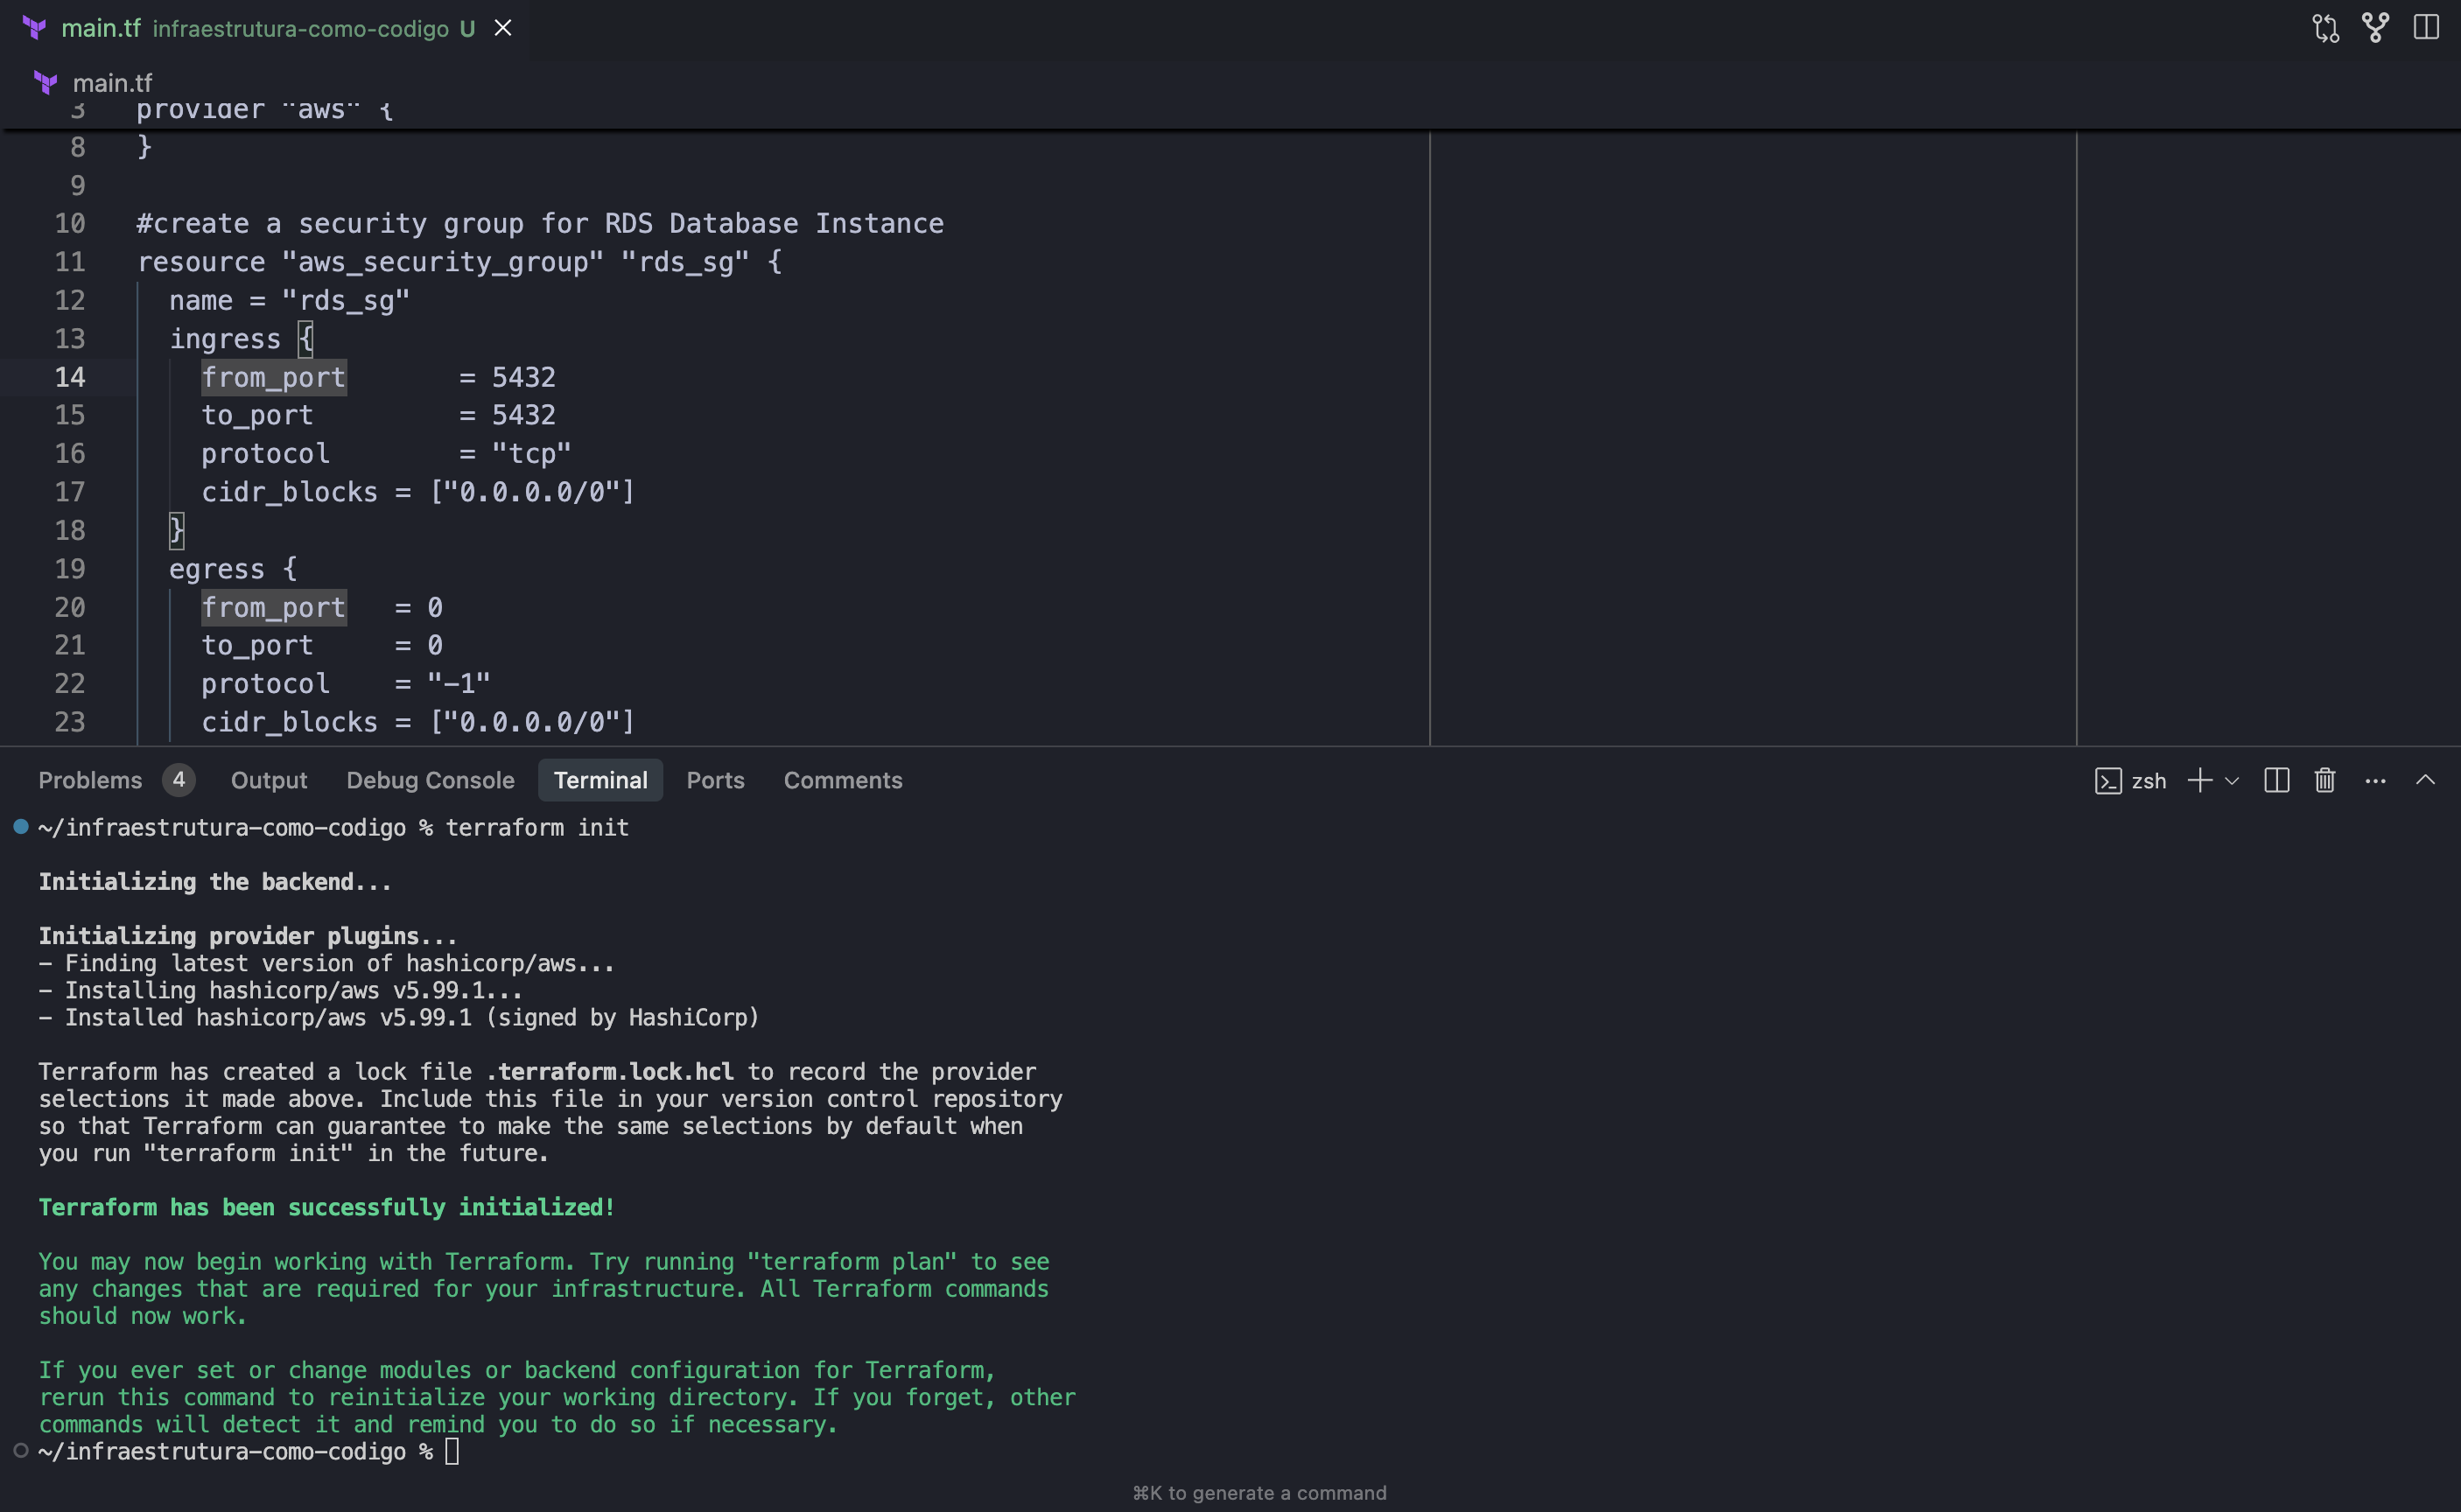 main.tf infraestrutura-como-codigo U
main.tf
3 provider "aws" {
8 }
9
10 #create a security group for RDS Database Instance
11 resource "aws_security_group" "rds_sg" {
12 name = "rds_sg"
13 ingress {
14 from_port = 5432
15 to_port = 5432
16 protocol = "tcp"
17 cidr_blocks = ["0.0.0.0/0"]
18 }
19 egress {
20 from_port = 0
21 to_port = 0
22 protocol = "-1"
23 cidr_blocks = ["0.0.0.0/0"]
Problems 4 Output Debug Console Terminal Ports Comments zsh
~/infraestrutura-como-codigo % terraform init
Initializing the backend...
Initializing provider plugins...
- Finding latest version of hashicorp/aws...
- Installing hashicorp/aws v5.99.1...
- Installed hashicorp/aws v5.99.1 (signed by HashiCorp)
Terraform has created a lock file .terraform.lock.hcl to record the provider
selections it made above. Include this file in your version control repository
so that Terraform can guarantee to make the same selections by default when
you run "terraform init" in the future.
Terraform has been successfully initialized!
You may now begin working with Terraform. Try running "terraform plan" to see
any changes that are required for your infrastructure. All Terraform commands
should now work.
If you ever set or change modules or backend configuration for Terraform,
rerun this command to reinitialize your working directory. If you forget, other
commands will detect it and remind you to do so if necessary.
~/infraestrutura-como-codigo %
⌘K to generate a command